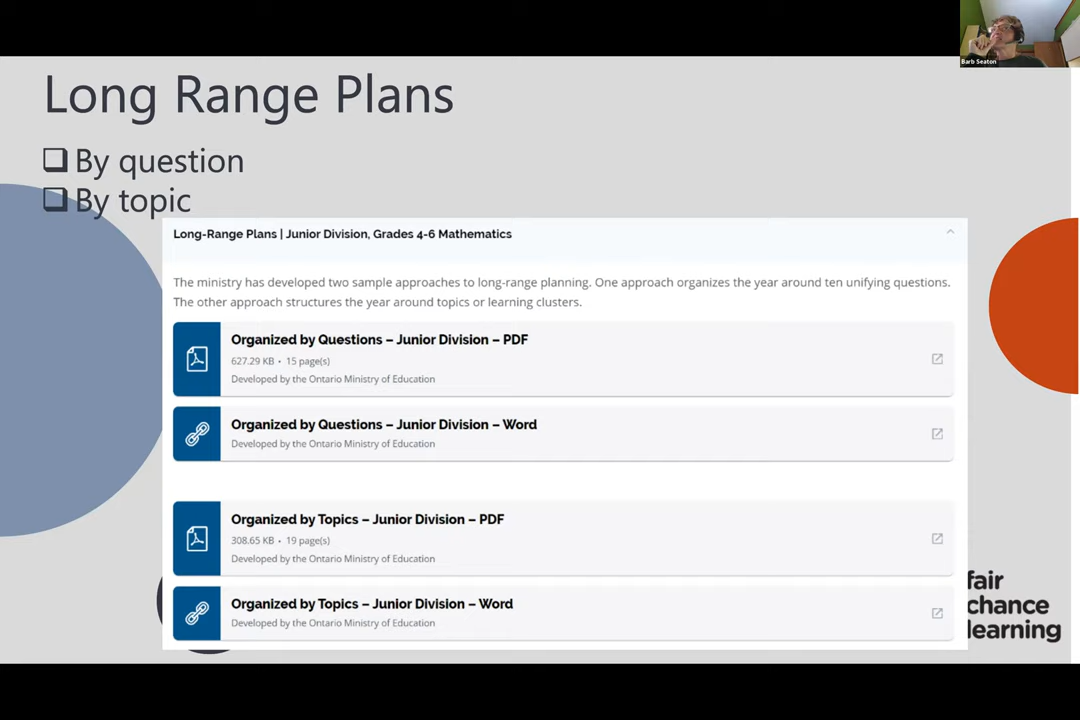 Barb Seaton
Long Range Plans
By question
By topic
Long-Range Plans | Junior Division, Grades 4-6 Mathematics
The ministry has developed two sample approaches to long-range planning. One approach organizes the year around ten unifying questions.
The other approach structures the year around topics or learning clusters.
Organized by Questions – Junior Division – PDF
627.29 KB • 15 page(s)
Developed by the Ontario Ministry of Education
Organized by Questions – Junior Division – Word
Developed by the Ontario Ministry of Education
Organized by Topics – Junior Division – PDF
308.65 KB • 19 page(s)
Developed by the Ontario Ministry of Education
Organized by Topics – Junior Division – Word
Developed by the Ontario Ministry of Education
fair
chance
learning